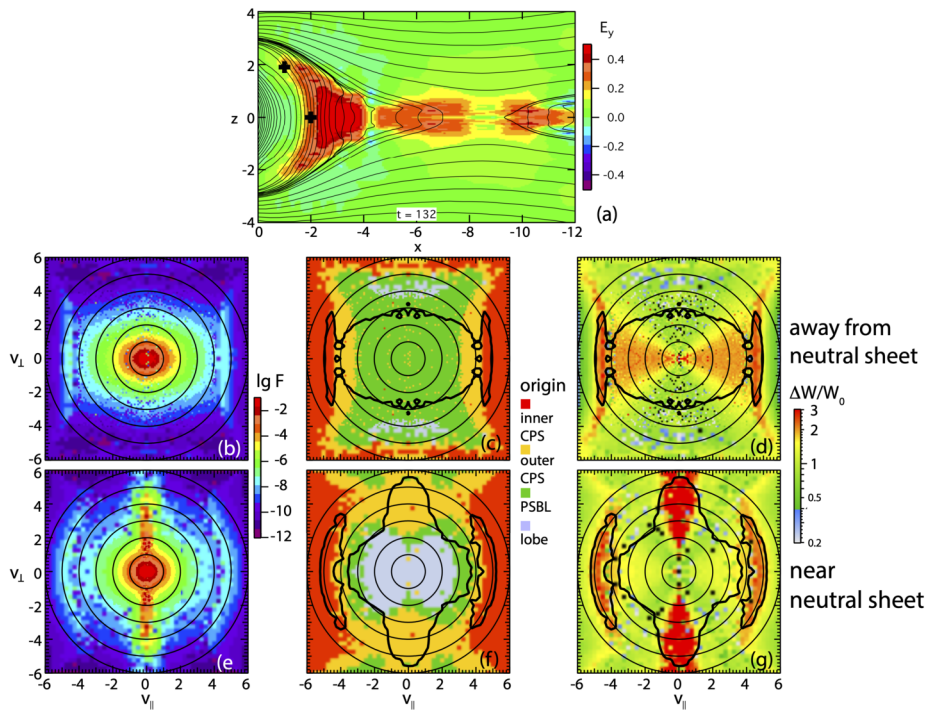 4
2
z 0
-2
-4
0 -2 -4 -6 -8 -10 -12
x
t = 132
(a)
E_y
0.4
0.2
0.0
-0.2
-0.4
6
4
2
v⊥ 0
-2
-4
-6
(b)
(c)
(d)
lg F
-2
-4
-6
-8
-10
-12
origin
inner
CPS
outer
CPS
PSBL
lobe
away from
neutral sheet
ΔW/W_0
3
2
1
0.5
0.2
6
4
2
v⊥ 0
-2
-4
-6
(e)
(f)
(g)
near
neutral sheet
-6 -4 -2 0 2 4 6
v||
-6 -4 -2 0 2 4 6
v||
-6 -4 -2 0 2 4 6
v||